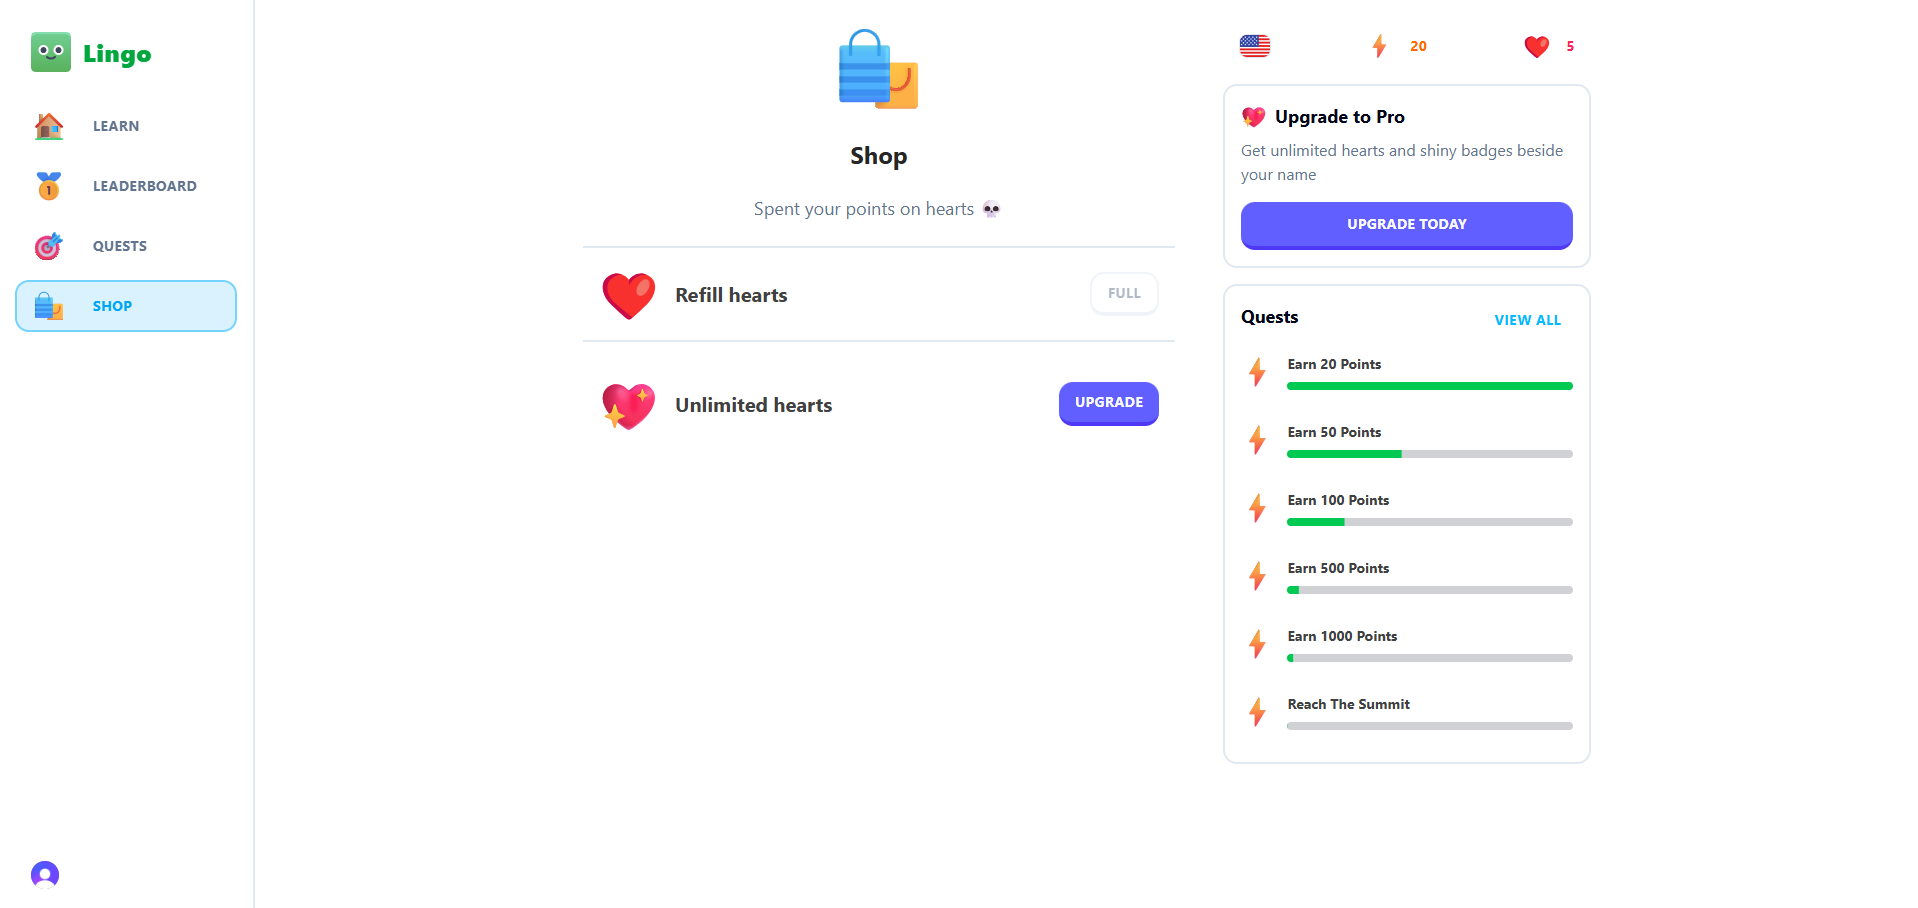 Lingo
LEARN
LEADERBOARD
QUESTS
SHOP
Shop
Spent your points on hearts
Refill hearts
FULL
Unlimited hearts
UPGRADE
20
5
Upgrade to Pro
Get unlimited hearts and shiny badges beside
your name
UPGRADE TODAY
Quests
VIEW ALL
Earn 20 Points
Earn 50 Points
Earn 100 Points
Earn 500 Points
Earn 1000 Points
Reach The Summit